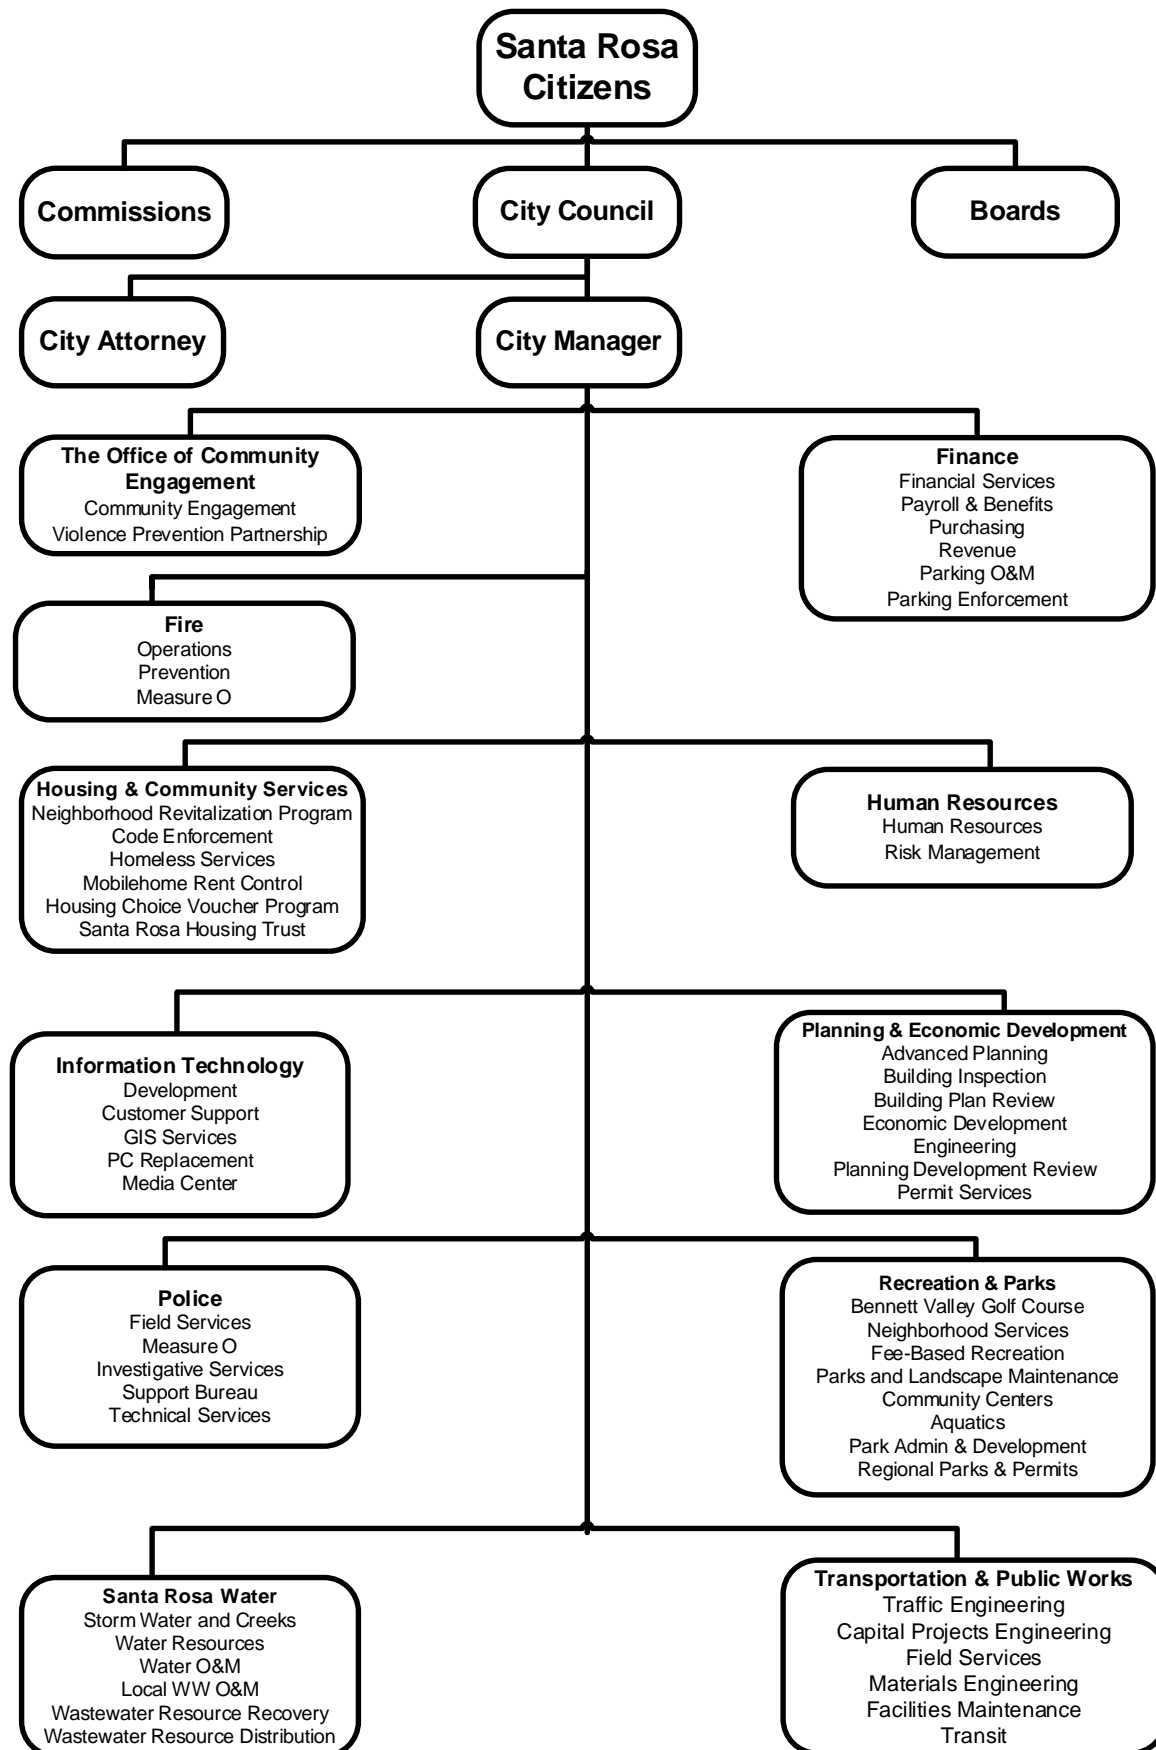 Santa Rosa
Citizens
Commissions
City Council
Boards
City Attorney
City Manager
The Office of Community
Engagement
Community Engagement
Violence Prevention Partnership
Finance
Financial Services
Payroll & Benefits
Purchasing
Revenue
Parking O&M
Parking Enforcement
Fire
Operations
Prevention
Measure O
Housing & Community Services
Neighborhood Revitalization Program
Code Enforcement
Homeless Services
Mobilehome Rent Control
Housing Choice Voucher Program
Santa Rosa Housing Trust
Human Resources
Human Resources
Risk Management
Information Technology
Development
Customer Support
GIS Services
PC Replacement
Media Center
Planning & Economic Development
Advanced Planning
Building Inspection
Building Plan Review
Economic Development
Engineering
Planning Development Review
Permit Services
Police
Field Services
Measure O
Investigative Services
Support Bureau
Technical Services
Recreation & Parks
Bennett Valley Golf Course
Neighborhood Services
Fee-Based Recreation
Parks and Landscape Maintenance
Community Centers
Aquatics
Park Admin & Development
Regional Parks & Permits
Santa Rosa Water
Storm Water and Creeks
Water Resources
Water O&M
Local WW O&M
Wastewater Resource Recovery
Wastewater Resource Distribution
Transportation & Public Works
Traffic Engineering
Capital Projects Engineering
Field Services
Materials Engineering
Facilities Maintenance
Transit